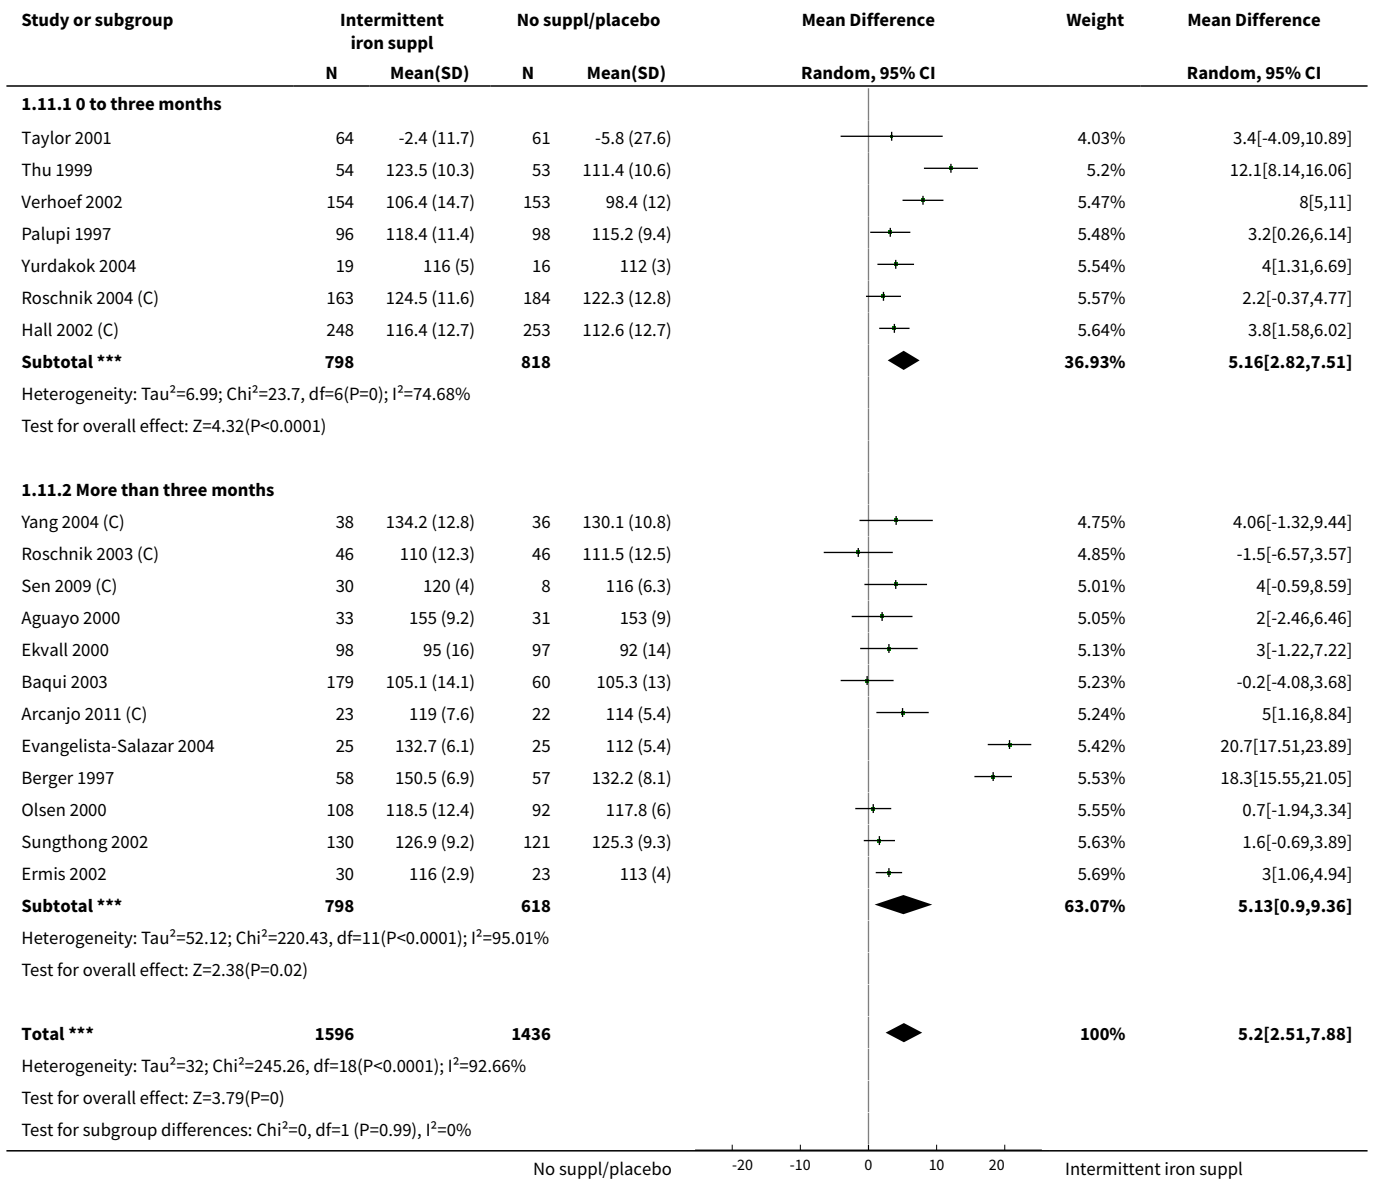 Study or subgroup Intermittent iron suppl No suppl/placebo Mean Difference Weight Mean Difference
N Mean(SD) N Mean(SD) Random, 95% CI Random, 95% CI
1.11.1 0 to three months
Taylor 2001 64 -2.4 (11.7) 61 -5.8 (27.6) 4.03% 3.4[-4.09,10.89]
Thu 1999 54 123.5 (10.3) 53 111.4 (10.6) 5.2% 12.1[8.14,16.06]
Verhoef 2002 154 106.4 (14.7) 153 98.4 (12) 5.47% 8[5,11]
Palupi 1997 96 118.4 (11.4) 98 115.2 (9.4) 5.48% 3.2[0.26,6.14]
Yurdakok 2004 19 116 (5) 16 112 (3) 5.54% 4[1.31,6.69]
Roschnik 2004 (C) 163 124.5 (11.6) 184 122.3 (12.8) 5.57% 2.2[-0.37,4.77]
Hall 2002 (C) 248 116.4 (12.7) 253 112.6 (12.7) 5.64% 3.8[1.58,6.02]
Subtotal *** 798 818 36.93% 5.16[2.82,7.51]
Heterogeneity: Tau²=6.99; Chi²=23.7, df=6(P=0); I²=74.68%
Test for overall effect: Z=4.32(P<0.0001)
1.11.2 More than three months
Yang 2004 (C) 38 134.2 (12.8) 36 130.1 (10.8) 4.75% 4.06[-1.32,9.44]
Roschnik 2003 (C) 46 110 (12.3) 46 111.5 (12.5) 4.85% -1.5[-6.57,3.57]
Sen 2009 (C) 30 120 (4) 8 116 (6.3) 5.01% 4[-0.59,8.59]
Aguayo 2000 33 155 (9.2) 31 153 (9) 5.05% 2[-2.46,6.46]
Ekvall 2000 98 95 (16) 97 92 (14) 5.13% 3[-1.22,7.22]
Baqui 2003 179 105.1 (14.1) 60 105.3 (13) 5.23% -0.2[-4.08,3.68]
Arcanjo 2011 (C) 23 119 (7.6) 22 114 (5.4) 5.24% 5[1.16,8.84]
Evangelista-Salazar 2004 25 132.7 (6.1) 25 112 (5.4) 5.42% 20.7[17.51,23.89]
Berger 1997 58 150.5 (6.9) 57 132.2 (8.1) 5.53% 18.3[15.55,21.05]
Olsen 2000 108 118.5 (12.4) 92 117.8 (6) 5.55% 0.7[-1.94,3.34]
Sungthong 2002 130 126.9 (9.2) 121 125.3 (9.3) 5.63% 1.6[-0.69,3.89]
Ermis 2002 30 116 (2.9) 23 113 (4) 5.69% 3[1.06,4.94]
Subtotal *** 798 618 63.07% 5.13[0.9,9.36]
Heterogeneity: Tau²=52.12; Chi²=220.43, df=11(P<0.0001); I²=95.01%
Test for overall effect: Z=2.38(P=0.02)
Total *** 1596 1436 100% 5.2[2.51,7.88]
Heterogeneity: Tau²=32; Chi²=245.26, df=18(P<0.0001); I²=92.66%
Test for overall effect: Z=3.79(P=0)
Test for subgroup differences: Chi²=0, df=1 (P=0.99), I²=0%
No suppl/placebo -20 -10 0 10 20 Intermittent iron suppl